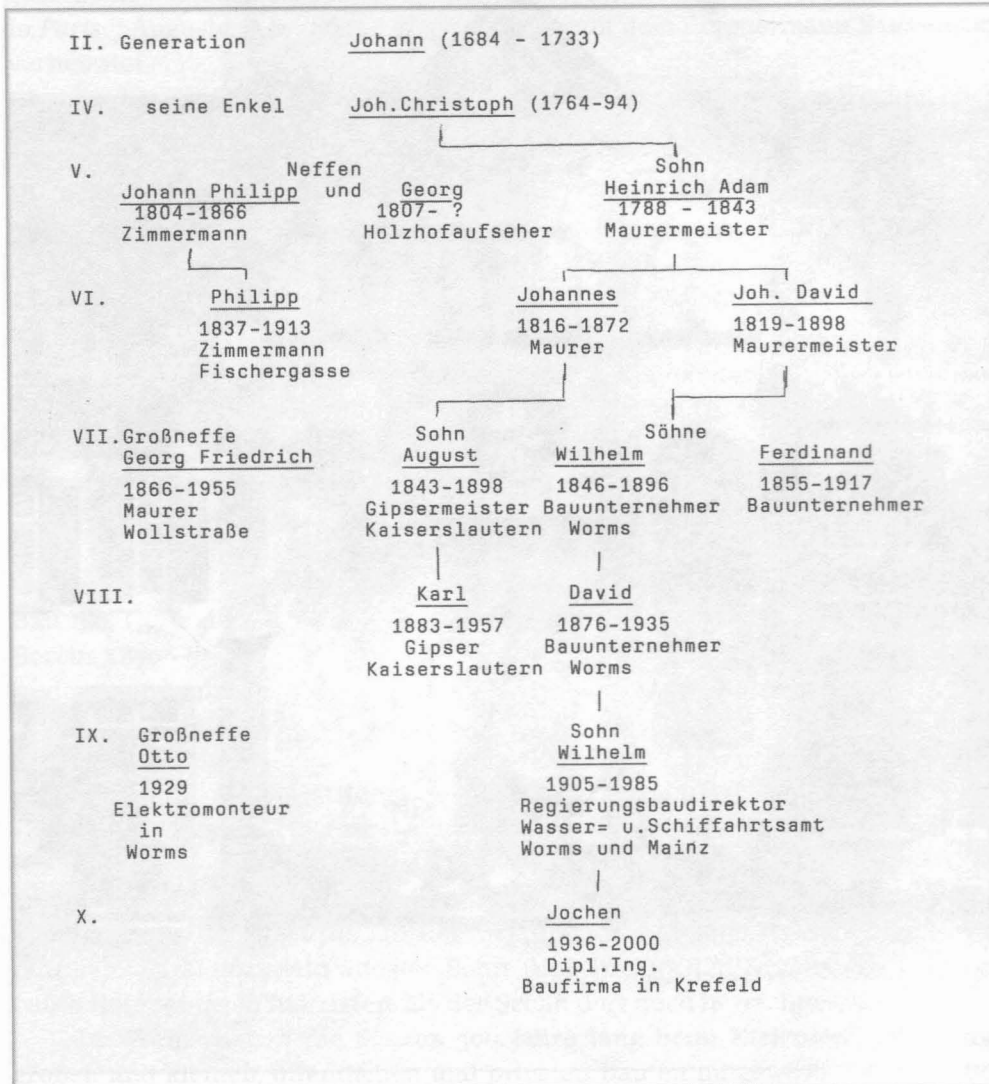 II. Generation Johann (1684 - 1733)
IV. seine Enkel Joh.Christoph (1764-94)
V. Neffen Sohn
Johann Philipp und Georg Heinrich Adam
1804-1866 1807- ? 1788 - 1843
Zimmermann Holzhofaufseher Maurermeister
VI. Philipp Johannes Joh. David
1837-1913 1816-1872 1819-1898
Zimmermann Maurer Maurermeister
Fischergasse
VII.Großneffe Sohn Söhne
Georg Friedrich August Wilhelm Ferdinand
1866-1955 1843-1898 1846-1896 1855-1917
Maurer Gipsermeister Bauunternehmer Bauunternehmer
Wollstraße Kaiserslautern Worms
VIII. Karl David
1883-1957 1876-1935
Gipser Bauunternehmer
Kaiserslautern Worms
IX. Großneffe Sohn
Otto Wilhelm
1929 1905-1985
Elektromonteur Regierungsbaudirektor
in Wasser= u.Schiffahrtsamt
Worms Worms und Mainz
X. Jochen
1936-2000
Dipl.Ing.
Baufirma in Krefeld